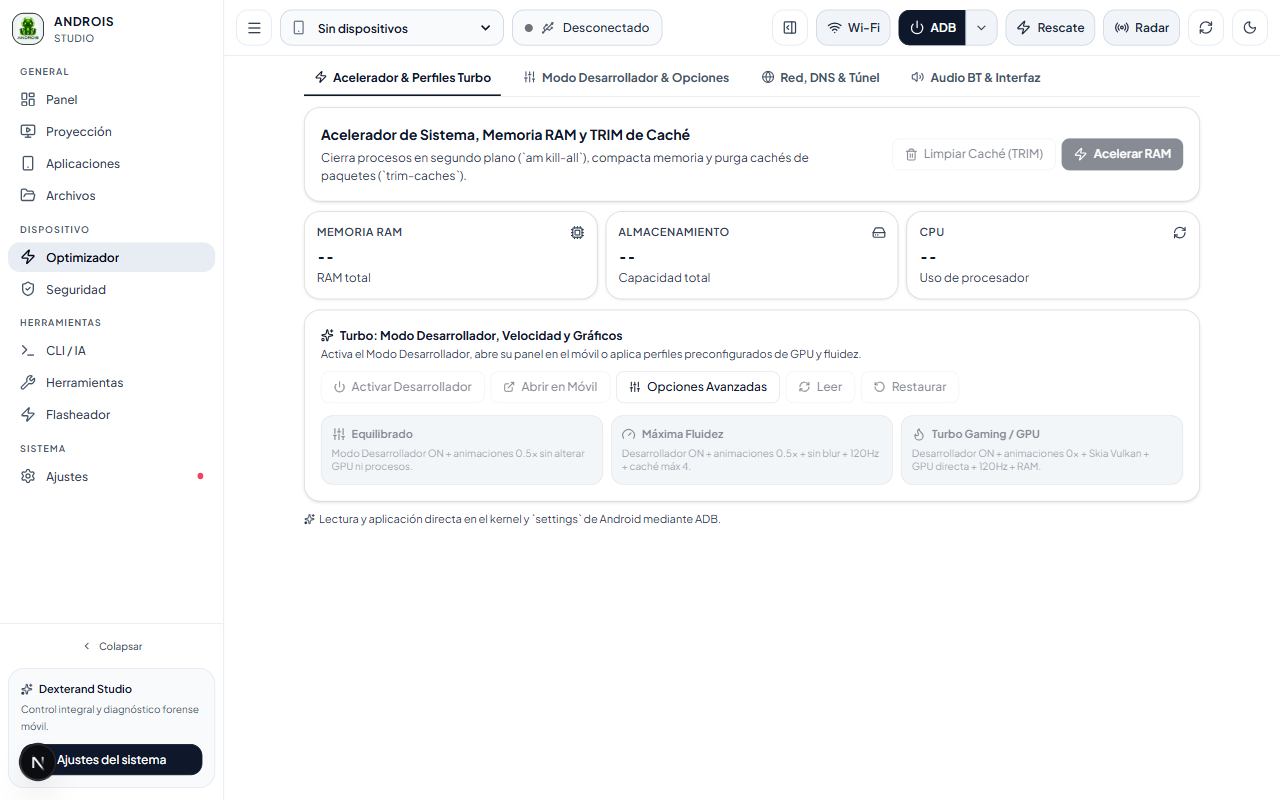 ANDROIS
STUDIO
GENERAL
Panel
Proyección
Aplicaciones
Archivos
DISPOSITIVO
Optimizador
Seguridad
HERRAMIENTAS
CLI / IA
Herramientas
Flasheador
SISTEMA
Ajustes
Colapsar
Dexterand Studio
Control integral y diagnóstico forense
móvil.
Ajustes del sistema
N
Sin dispositivos
Desconectado
Wi-Fi
ADB
Rescate
Radar
Acelerador & Perfiles Turbo
Modo Desarrollador & Opciones
Red, DNS & Túnel
Audio BT & Interfaz
Acelerador de Sistema, Memoria RAM y TRIM de Caché
Cierra procesos en segundo plano (`am kill-all`), compacta memoria y purga cachés de
paquetes (`trim-caches`).
Limpiar Caché (TRIM)
Acelerar RAM
MEMORIA RAM
--
RAM total
ALMACENAMIENTO
--
Capacidad total
CPU
--
Uso de procesador
Turbo: Modo Desarrollador, Velocidad y Gráficos
Activa el Modo Desarrollador, abre su panel en el móvil o aplica perfiles preconfigurados de GPU y fluidez.
Activar Desarrollador
Abrir en Móvil
Opciones Avanzadas
Leer
Restaurar
Equilibrado
Modo Desarrollador ON + animaciones 0.5x sin alterar
GPU ni procesos.
Máxima Fluidez
Desarrollador ON + animaciones 0.5x + sin blur + 120Hz
+ caché máx 4.
Turbo Gaming / GPU
Desarrollador ON + animaciones 0x + Skia Vulkan +
GPU directa + 120Hz + RAM.
Lectura y aplicación directa en el kernel y `settings` de Android mediante ADB.